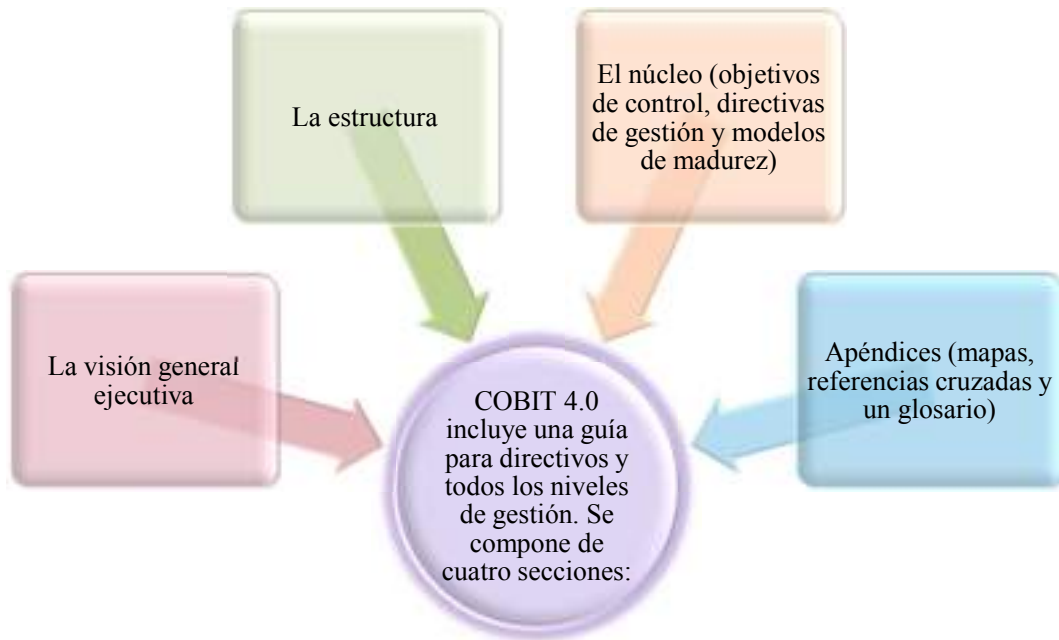 La estructura
El núcleo (objetivos
de control, directivas
de gestión y modelos
de madurez)
La visión general
ejecutiva
Apéndices (mapas,
referencias cruzadas y
un glosario)
COBIT 4.0
incluye una guía
para directivos y
todos los niveles
de gestión. Se
compone de
cuatro secciones: